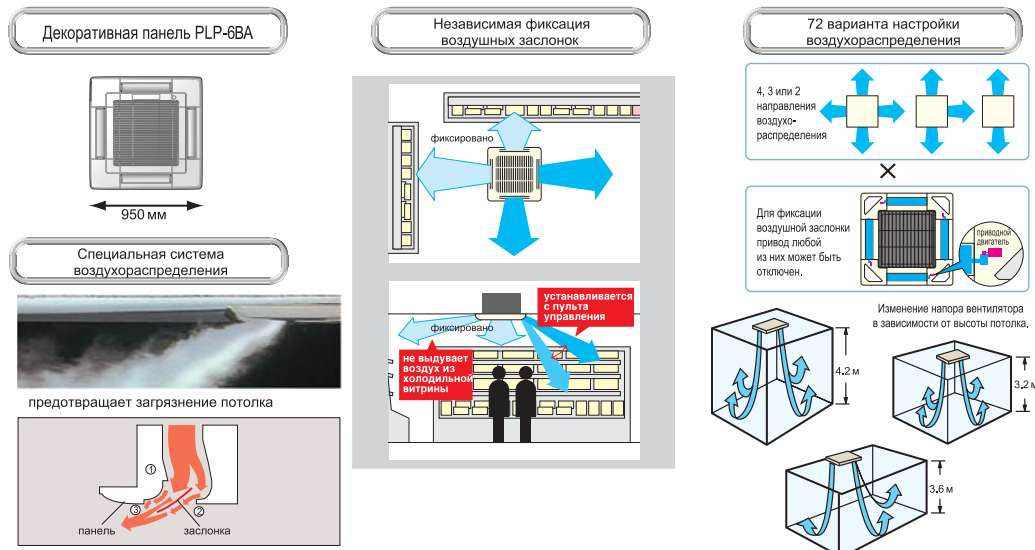 Декоративная панель PLP-6BA
950 мм
Специальная система
воздухораспределения
предотвращает загрязнение потолка
①
③
②
панель
заслонка
Независимая фиксация
воздушных заслонок
фиксировано
фиксировано
устанавливается
с пульта
управления
не выдувает
воздух из
холодильной
витрины
72 варианта настройки
воздухораспределения
4, 3 или 2
направления
воздухо-
распределения
×
Для фиксации
воздушной заслонки
привод любой
из них может быть
отключен.
приводной
двигатель
Изменение напора вентилятора
в зависимости от высоты потолка.
4.2 м
3.2 м
3.6 м